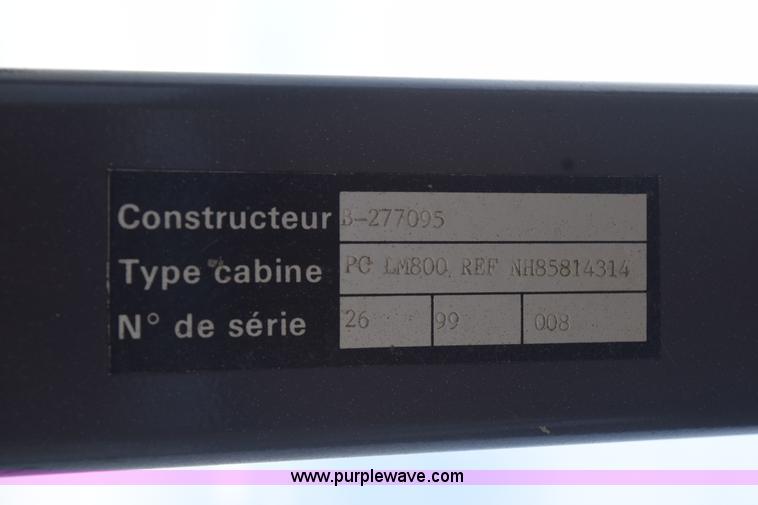 Constructeur B-277095
Type cabine PC LM800 REF NH85814314
N° de série 26 99 008
www.purplewave.com